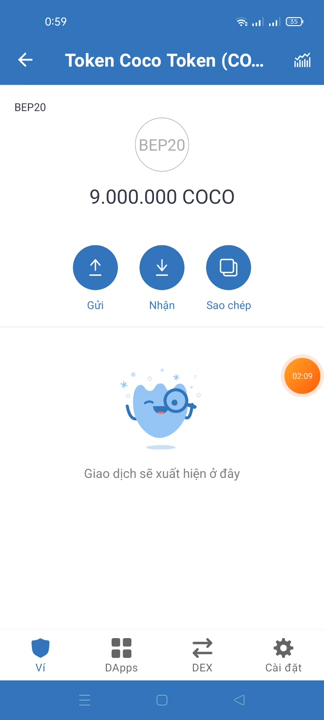 0:59
55
Token Coco Token (CO...
BEP20
BEP20
9.000.000 COCO
Gửi
Nhận
Sao chép
02:09
Giao dịch sẽ xuất hiện ở đây
Ví
DApps
DEX
Cài đặt